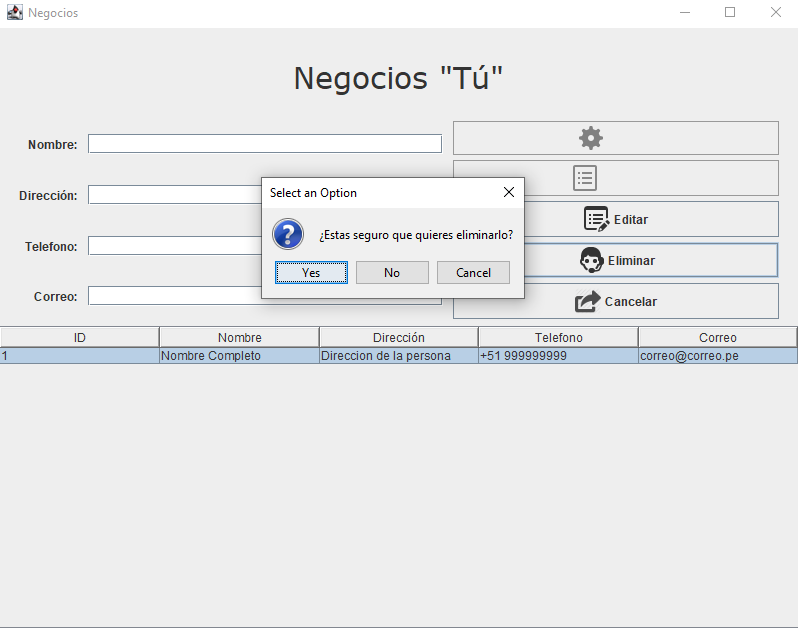 Negocios
Negocios "Tú"
Nombre:
Dirección:
Telefono:
Correo:
Select an Option
¿Estas seguro que quieres eliminarlo?
Yes No Cancel
Editar
Eliminar
Cancelar
ID Nombre Dirección Telefono Correo
1 Nombre Completo Direccion de la persona +51 999999999 correo@correo.pe